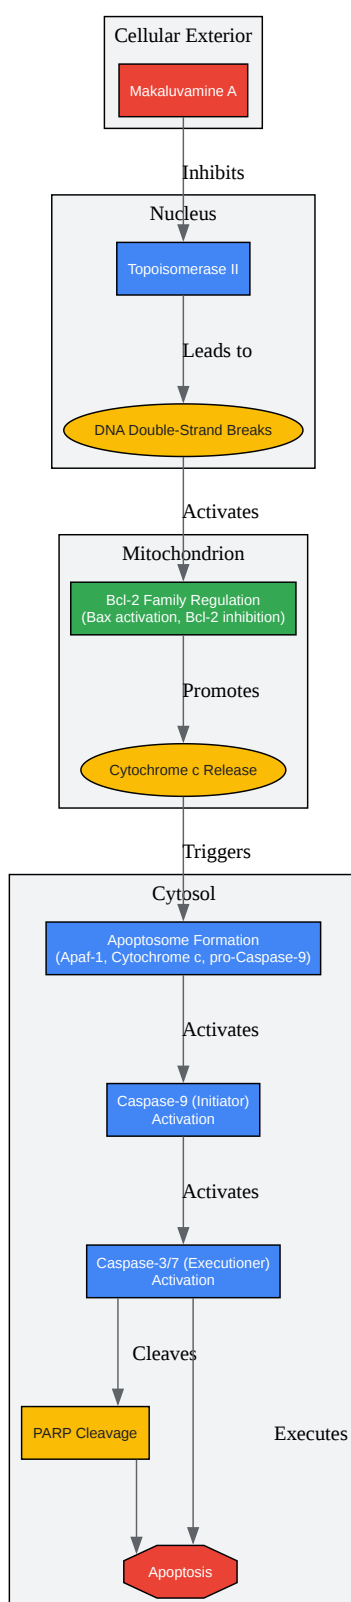 Cellular Exterior
Makaluvamine A
Inhibits
Nucleus
Topoisomerase II
Leads to
DNA Double-Strand Breaks
Activates
Mitochondrion
Bcl-2 Family Regulation
(Bax activation, Bcl-2 inhibition)
Promotes
Cytochrome c Release
Triggers
Cytosol
Apoptosome Formation
(Apaf-1, Cytochrome c, pro-Caspase-9)
Activates
Caspase-9 (Initiator)
Activation
Activates
Caspase-3/7 (Executioner)
Activation
Cleaves
PARP Cleavage
Executes
Apoptosis